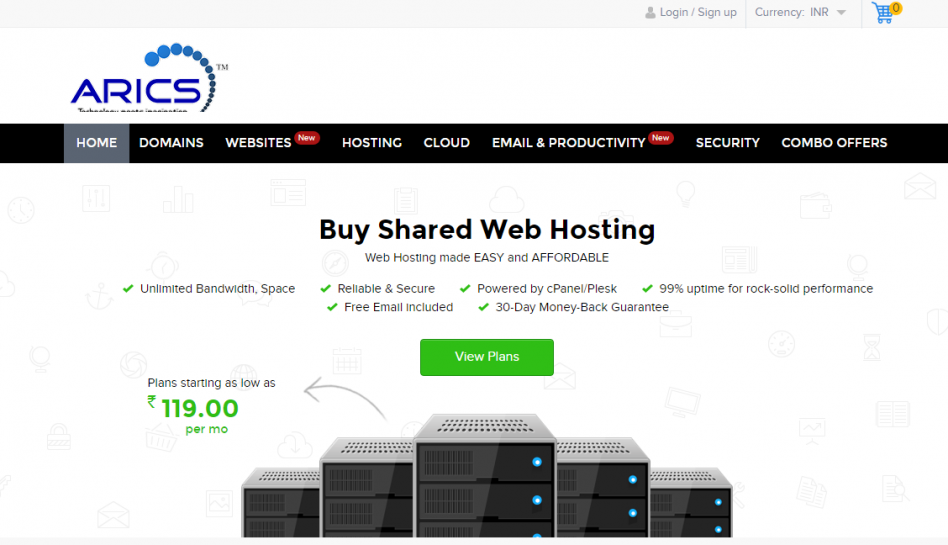 Login / Sign up Currency: INR 0
ARICS TM
Technology meets imagination
HOME DOMAINS WEBSITES New HOSTING CLOUD EMAIL & PRODUCTIVITY New SECURITY COMBO OFFERS
Buy Shared Web Hosting
Web Hosting made EASY and AFFORDABLE
Unlimited Bandwidth, Space Reliable & Secure Powered by cPanel/Plesk 99% uptime for rock-solid performance
Free Email included 30-Day Money-Back Guarantee
View Plans
Plans starting as low as
₹ 119.00
per mo